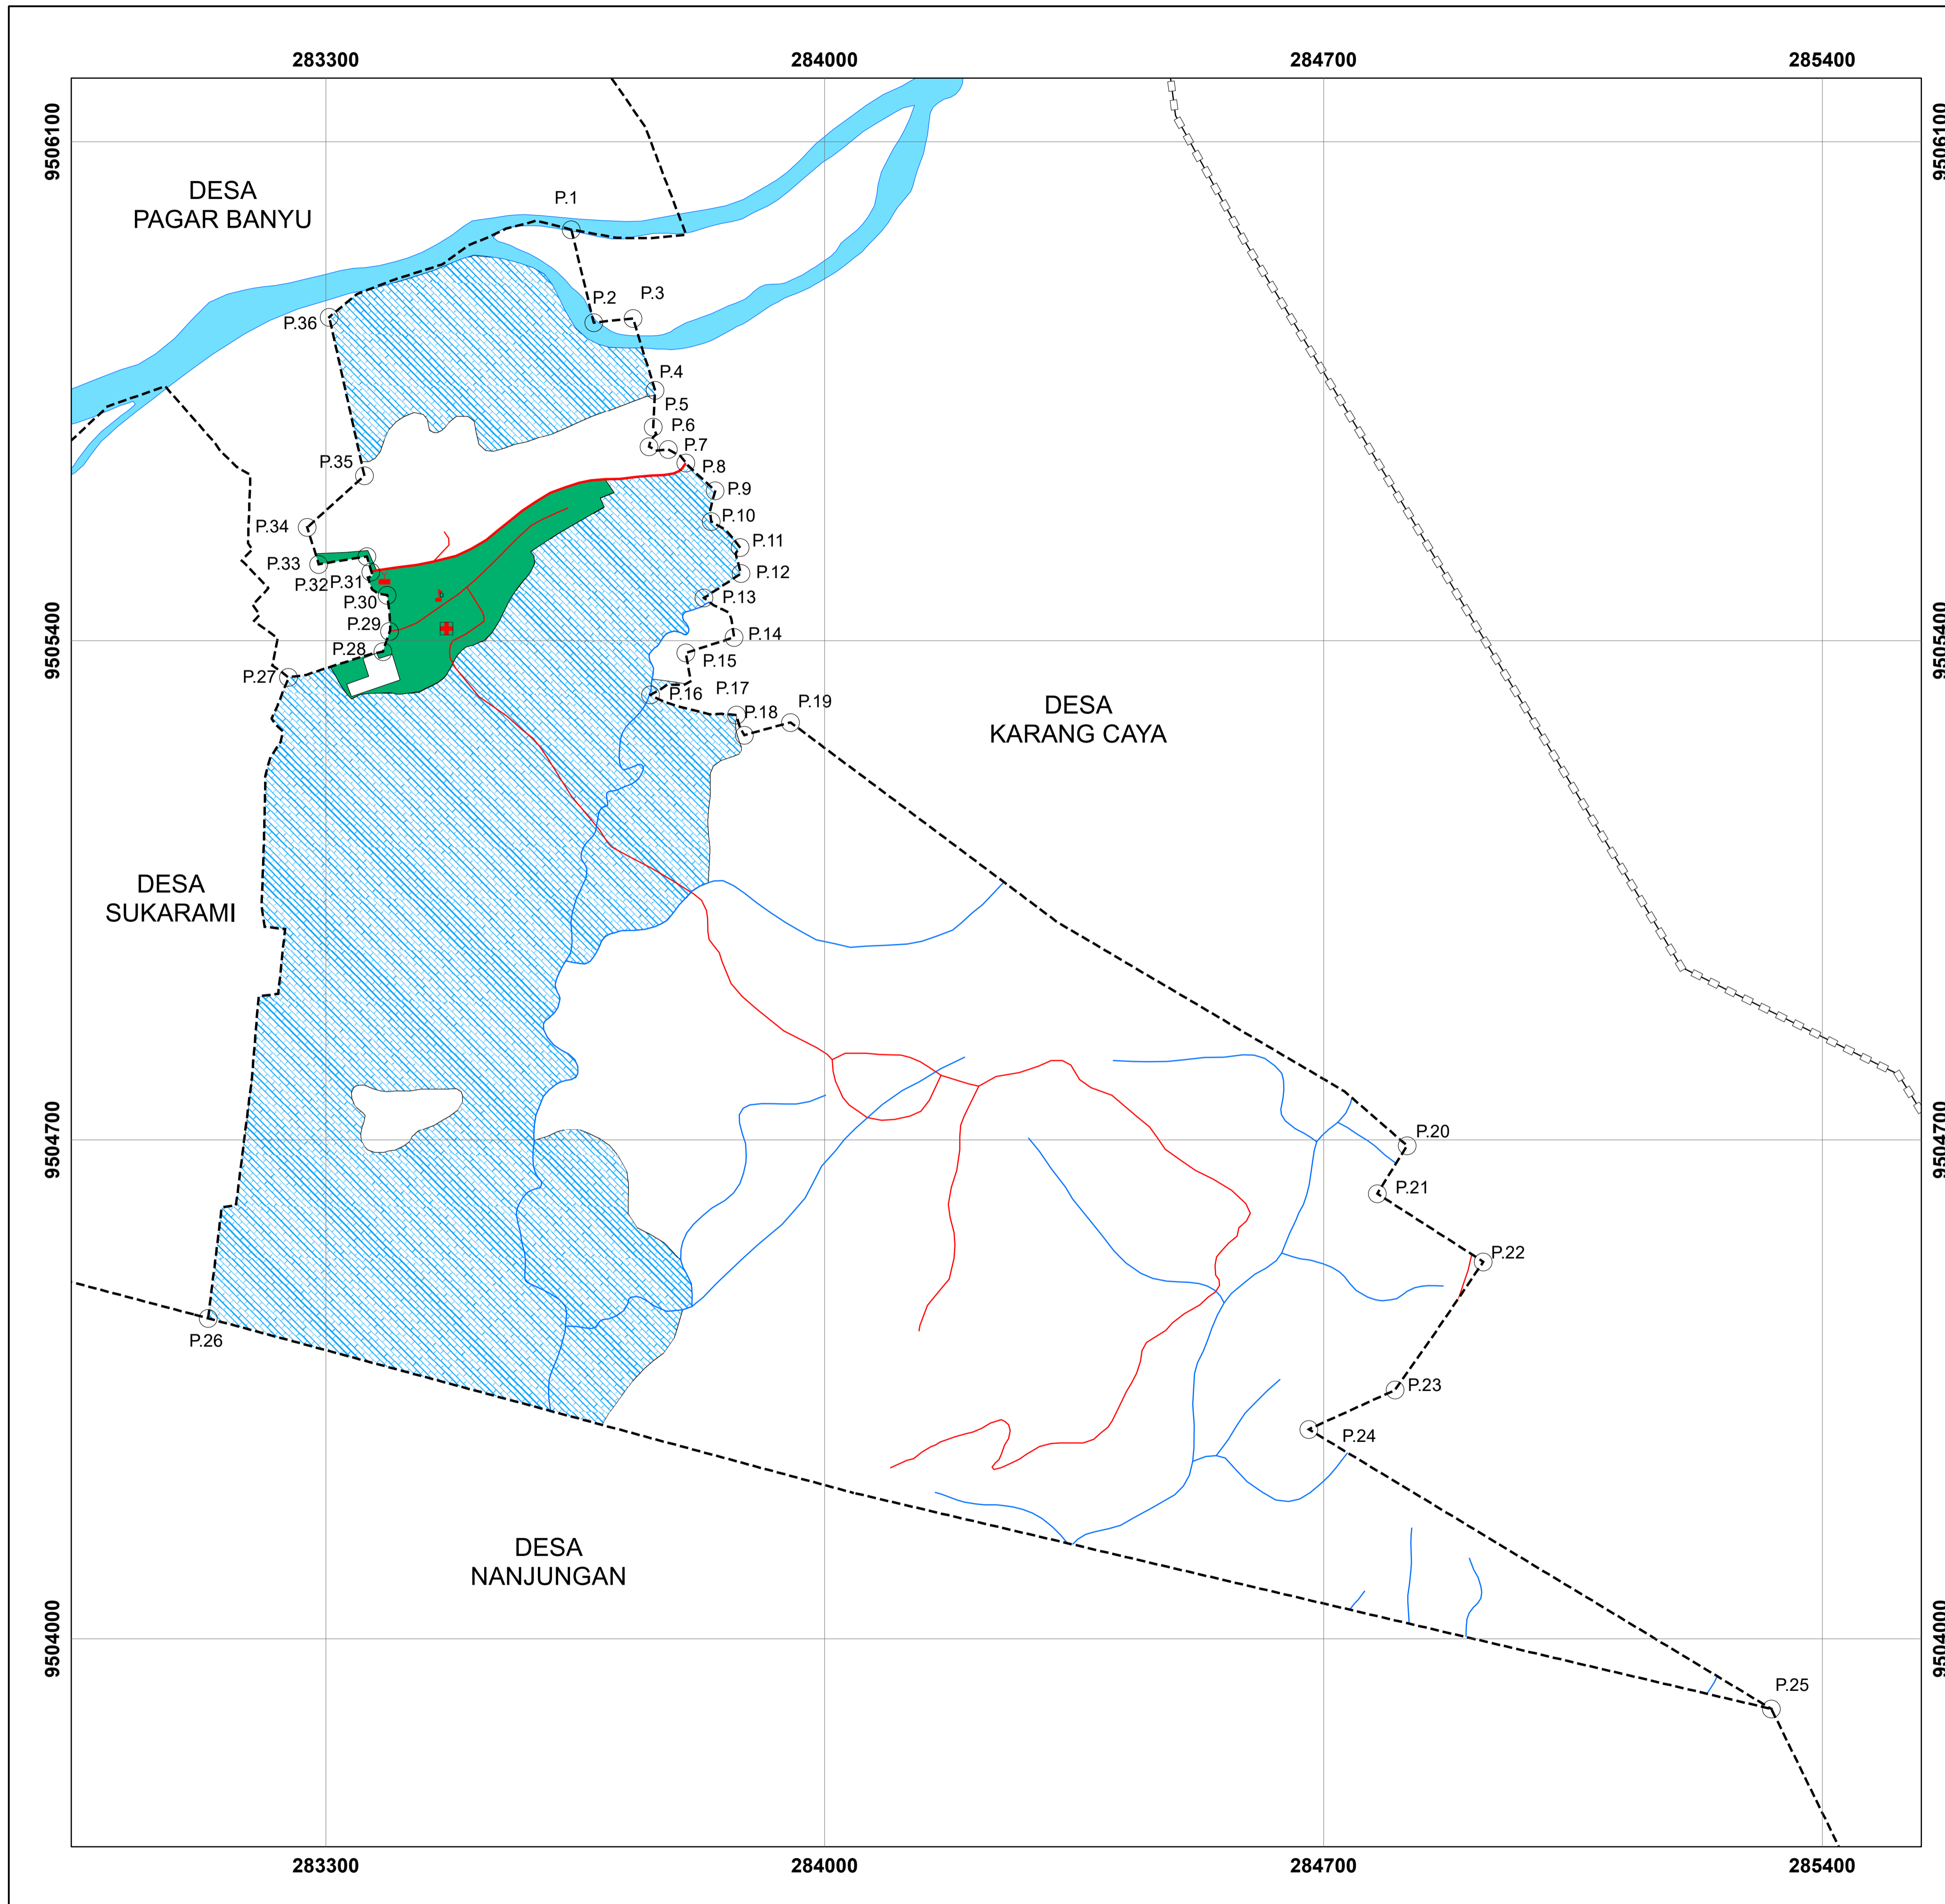 283300 284000 284700 285400
9506100 9506100
DESA
PAGAR BANYU
P.1
P.2
P.3
P.36
P.4
P.5
P.6
P.7
P.8
P.35
P.9
P.10
P.34
P.11
P.33
P.12
P.32
P.31
P.30
P.13
P.29
P.14
9505400 9505400
P.28
P.15
P.27
P.16
P.17
P.18
P.19
DESA
KARANG CAYA
DESA
SUKARAMI
P.20
9504700 9504700
P.21
P.22
P.26
P.23
P.24
DESA
NANJUNGAN
9504000 9504000
P.25
283300 284000 284700 285400